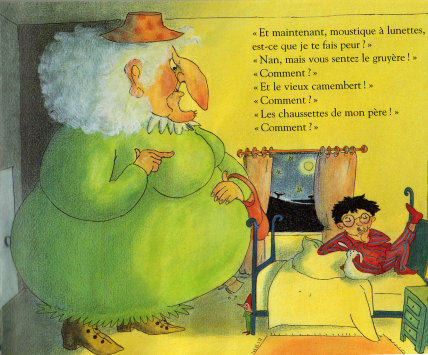 « Et maintenant, moustique à lunettes,
est-ce que je te fais peur ? »
« Nan, mais vous sentez le gruyère ! »
« Comment ? »
« Et le vieux camembert ! »
« Comment ? »
« Les chaussettes de mon père ! »
« Comment ? »